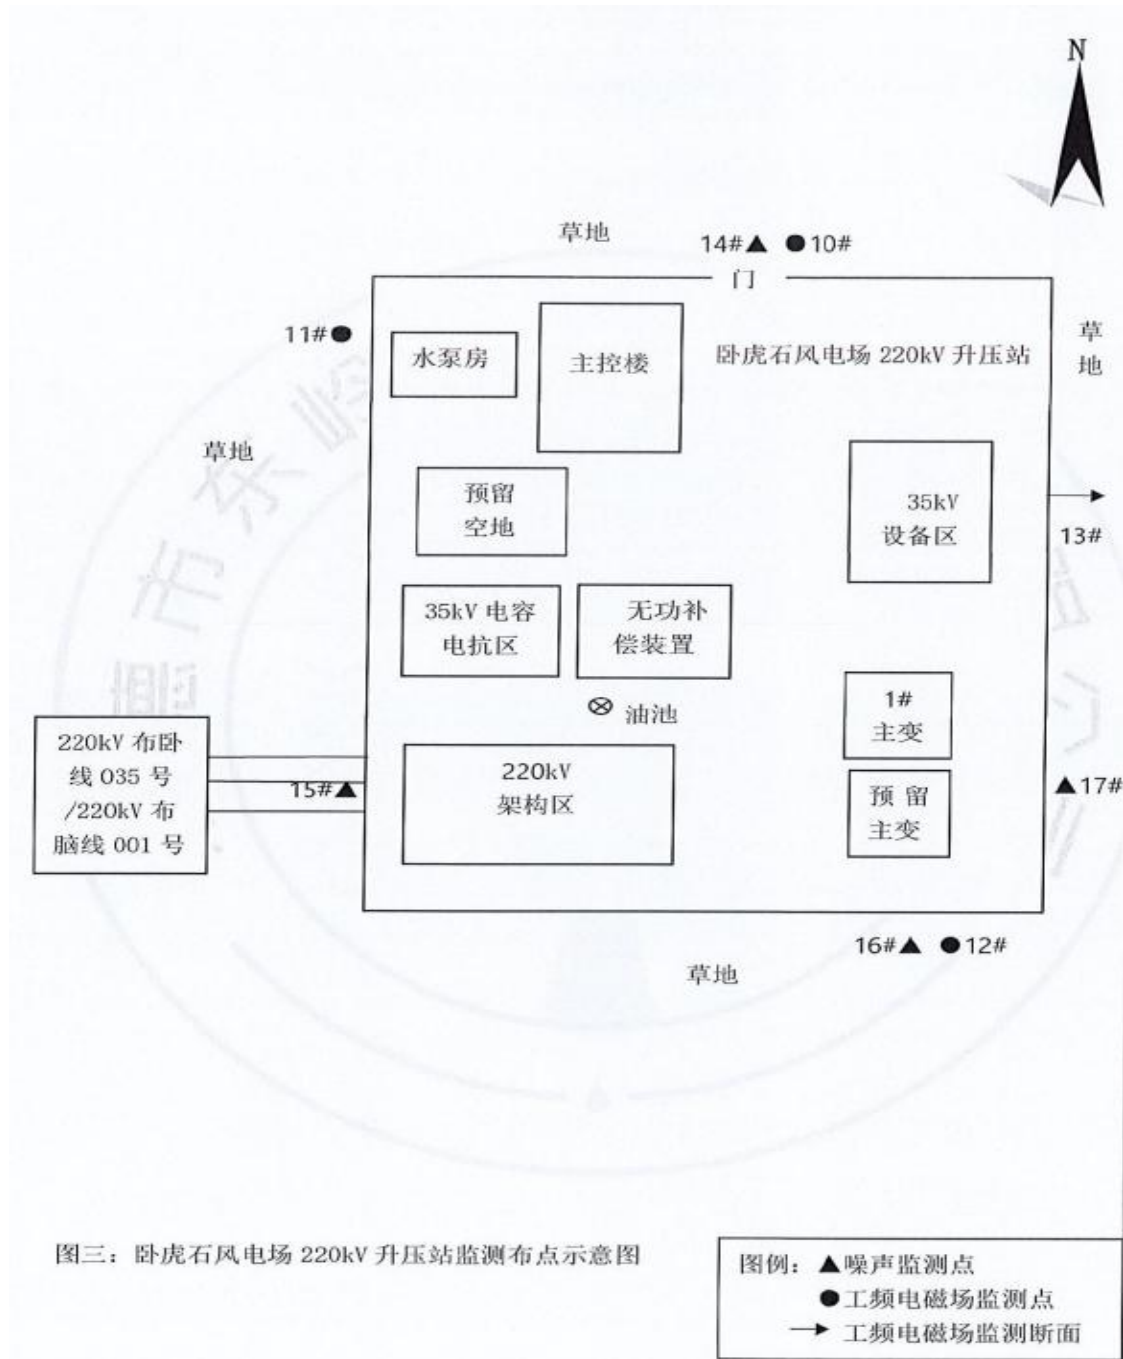 N
草地
14#▲ ●10#
门
11#●
水泵房
主控楼
卧虎石风电场 220kV 升压站
草
地
草地
预留
空地
35kV
设备区
13#
35kV 电容
电抗区
无功补
偿装置
油池
1#
主变
220kV 布卧
线 035 号
/220kV 布
脑线 001 号
15#▲
220kV
架构区
预 留
主变
▲17#
16#▲ ●12#
草地
图三：卧虎石风电场 220kV 升压站监测布点示意图
图例：▲噪声监测点
●工频电磁场监测点
→ 工频电磁场监测断面
市东岭